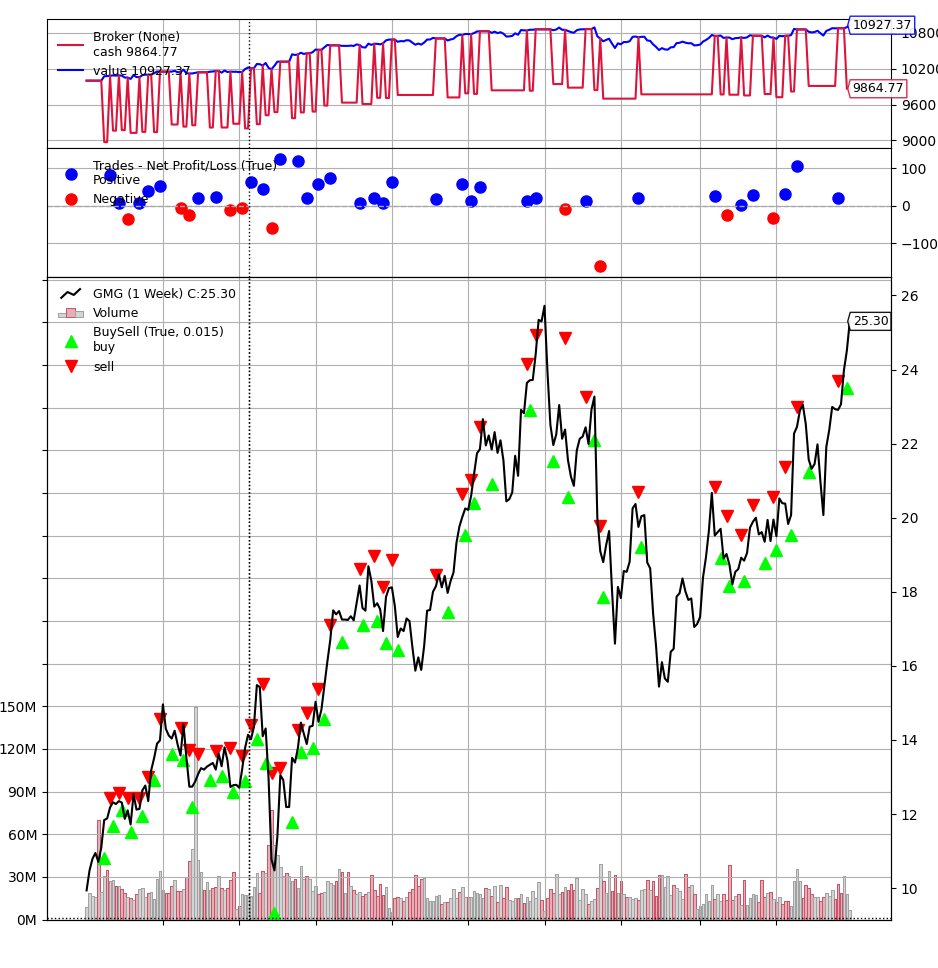 Broker (None)
cash 9864.77
value 10927.37
10927.37
10800
10200
9864.77
9600
9000
Trades - Net Profit/Loss (True)
Positive
Negative
100
0
−100
GMG (1 Week) C:25.30
Volume
BuySell (True, 0.015)
buy
sell
26
25.30
24
22
20
18
16
14
12
10
150M
120M
90M
60M
30M
0M